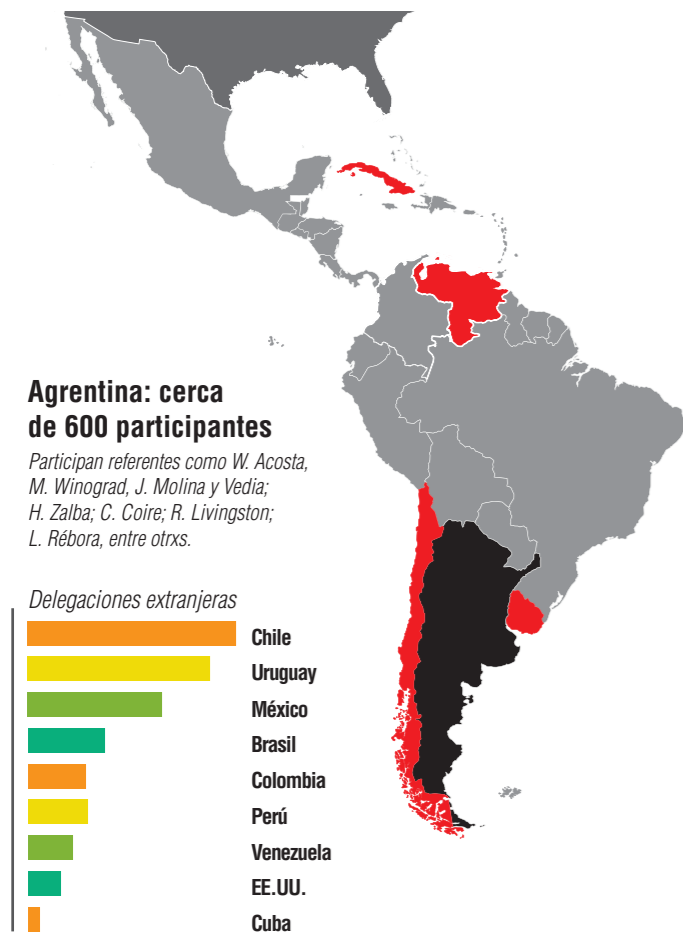 Agrentina: cerca
de 600 participantes
Participan referentes como W. Acosta,
M. Winograd, J. Molina y Vedia;
H. Zalba; C. Coire; R. Livingston;
L. Rébora, entre otrxs.
Delegaciones extranjeras
Chile
Uruguay
México
Brasil
Colombia
Perú
Venezuela
EE.UU.
Cuba